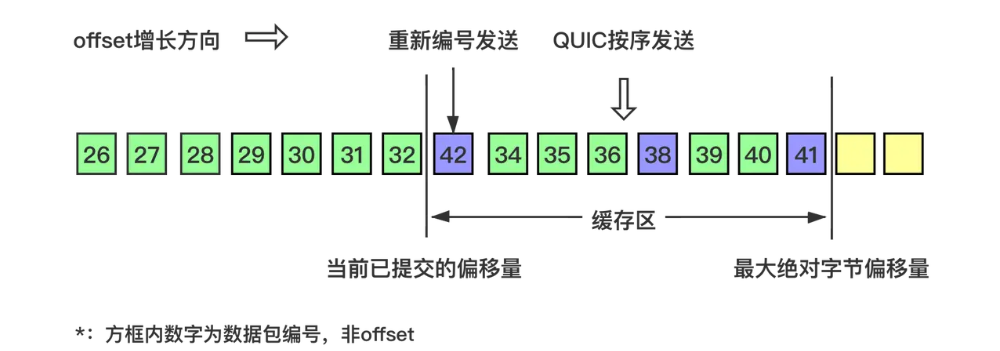 offset增长方向 重新编号发送 QUIC按序发送
26 27 28 29 30 31 32 42 34 35 36 38 39 40 41
缓存区
当前已提交的偏移量 最大绝对字节偏移量
*：方框内数字为数据包编号，非offset